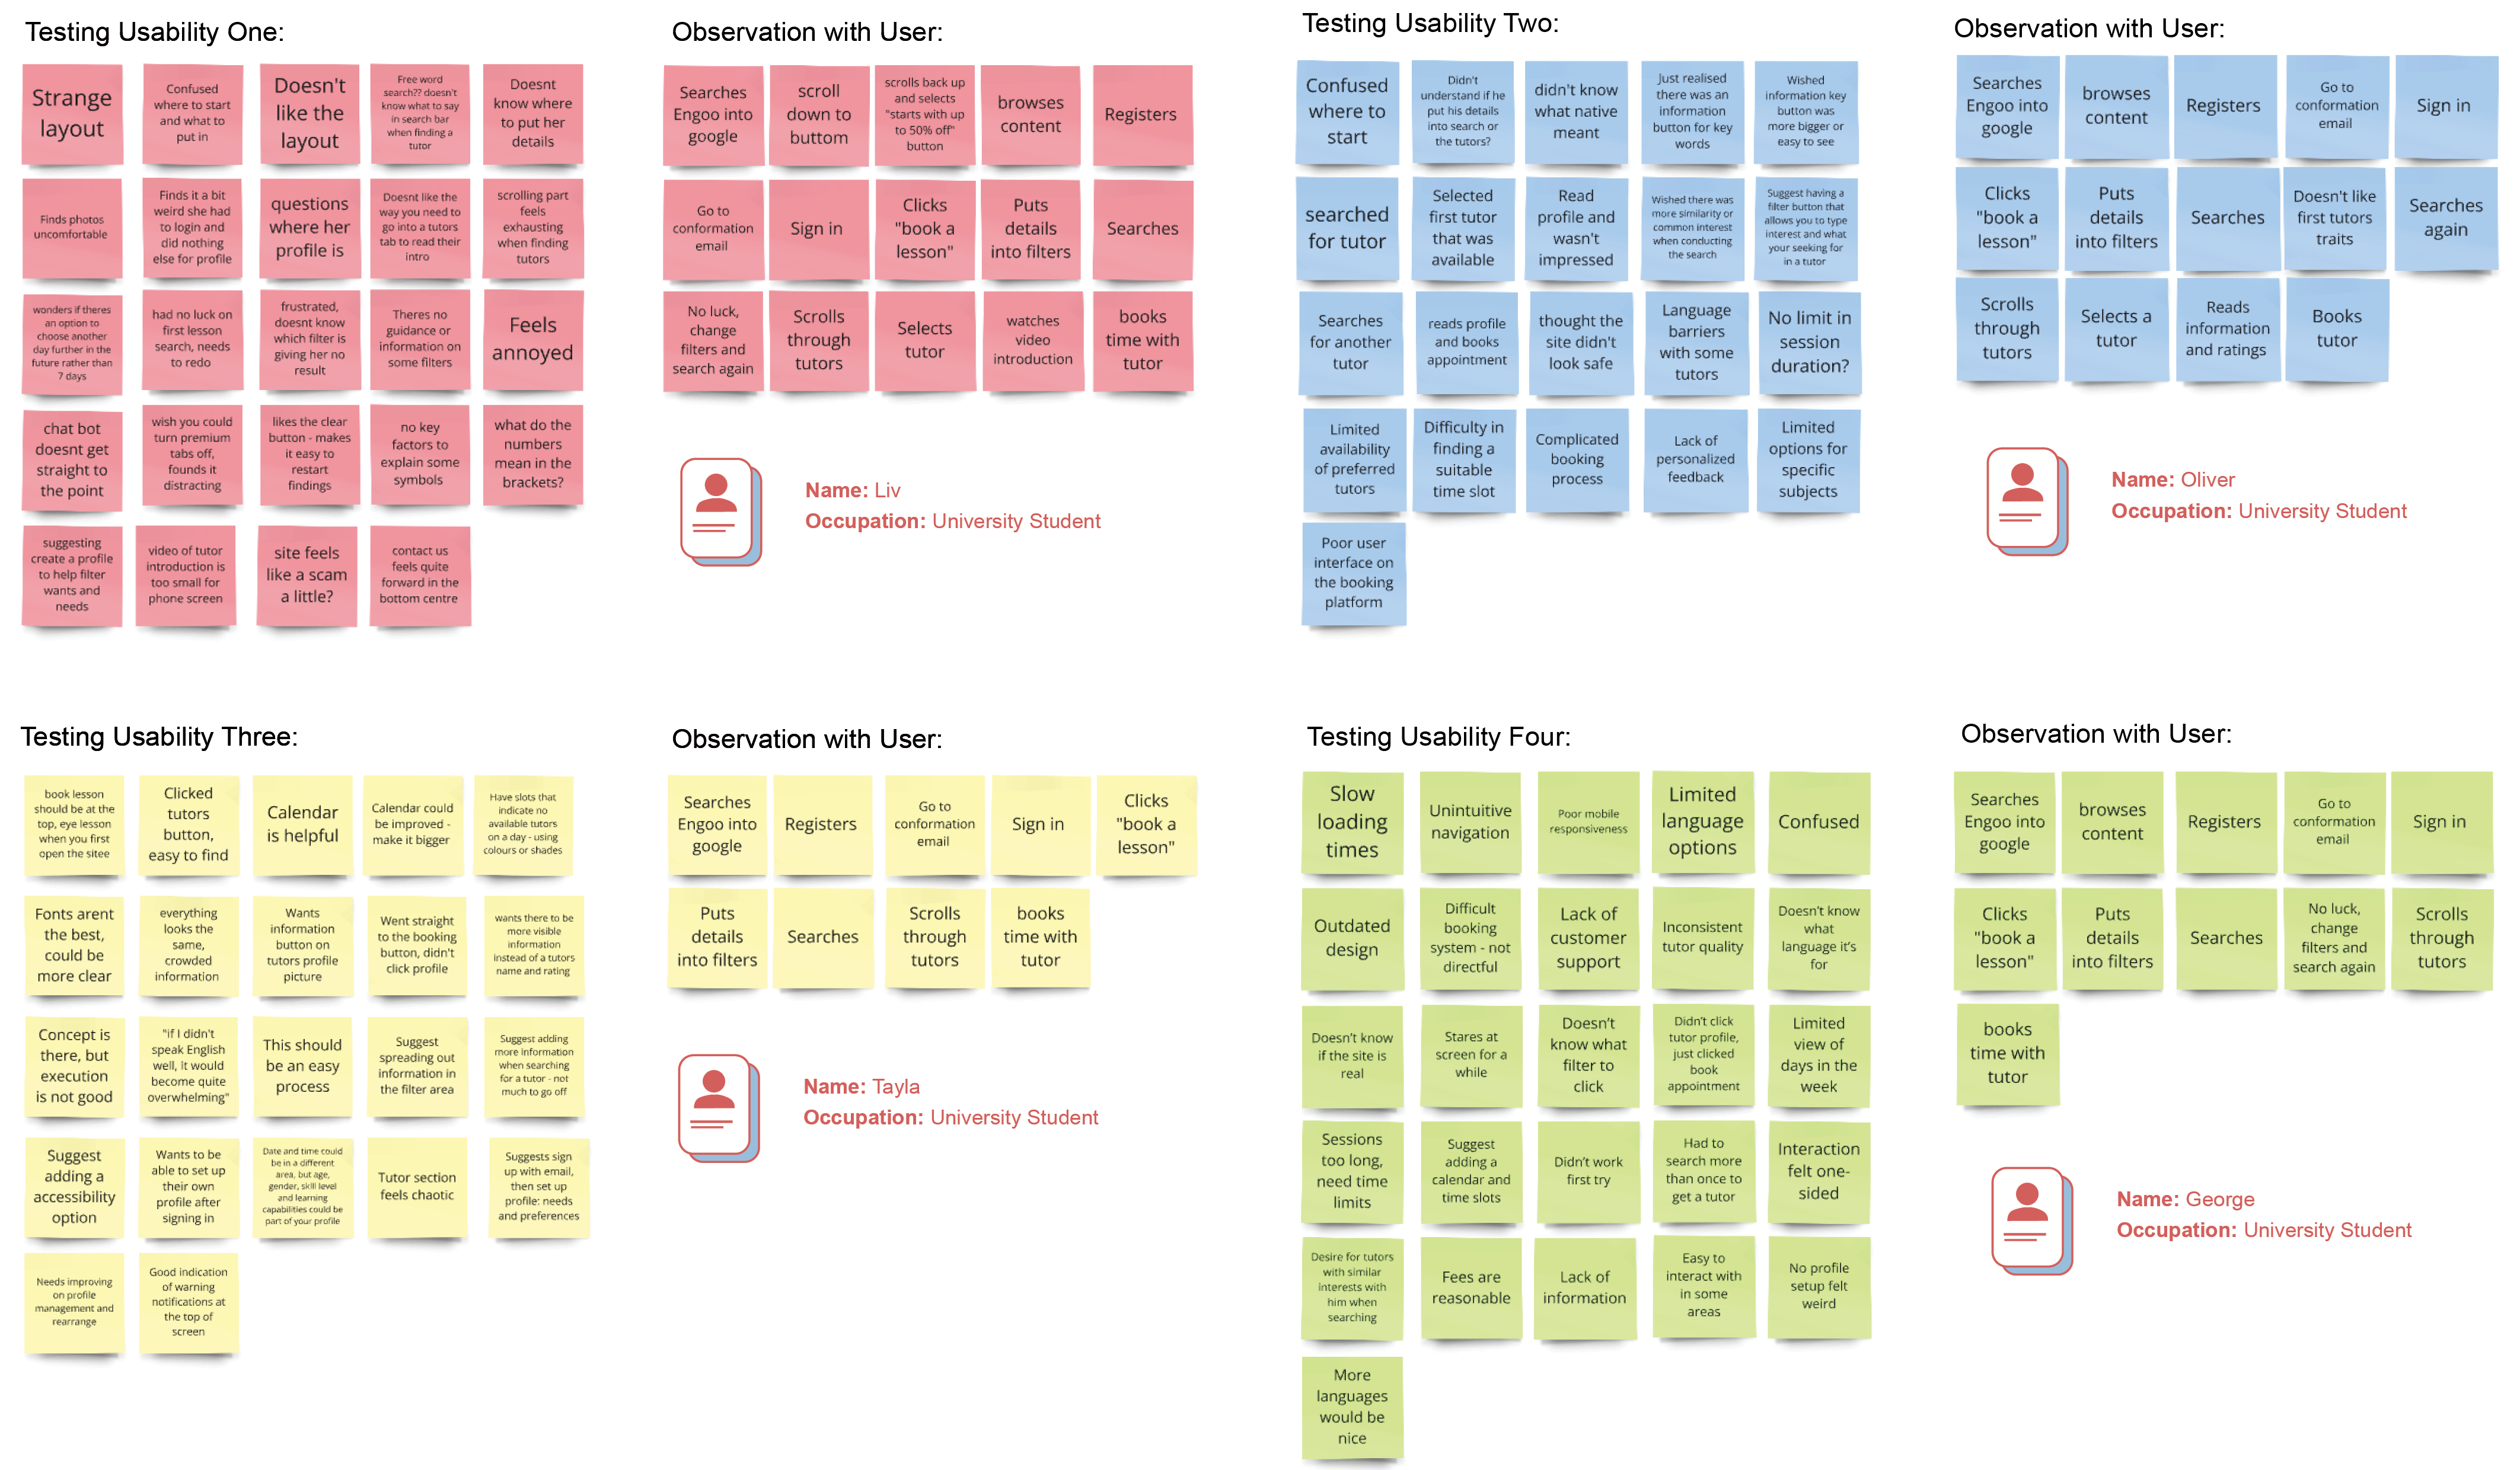 Testing Usability One:
Strange
layout
Confused
where to start
and what to
put in
Doesn't
like the
layout
Free word
search?? doesn't
know what to say
in search bar
when finding a
tutor
Doesnt
know where
to put her
details
Finds photos
uncomfortable
Finds it a bit
weird she had
to login and
did nothing
else for profile
questions
where her
profile is
Doesnt like the
way you need to
go into a tutors
tab to read their
intro
scrolling part
feels
exhausting
when finding
tutors
wonders if theres
an option to
choose another
day further in the
future rather than
7 days
had no luck on
first lesson
search, needs
to redo
frustrated,
doesnt know
which filter is
giving her no
result
Theres no
guidance or
information on
some filters
Feels
annoyed
chat bot
doesnt get
straight to
the point
wish you could
turn premium
tabs off,
founds it
distracting
likes the clear
button - makes
it easy to
restart
findings
no key
factors to
explain some
symbols
what do the
numbers
mean in the
brackets?
suggesting
create a profile
to help filter
wants and
needs
video of tutor
introduction is
too small for
phone screen
site feels
like a scam
a little?
contact us
feels quite
forward in the
bottom centre
Observation with User:
Searches
Engoo into
google
scroll
down to
buttom
scrolls back up
and selects
"starts with up
to 50% off"
button
browses
content
Registers
Go to
conformation
email
Sign in
Clicks
"book a
lesson"
Puts
details
into filters
Searches
No luck,
change
filters and
search again
Scrolls
through
tutors
Selects
tutor
watches
video
introduction
books
time with
tutor
Name: Liv
Occupation: University Student
Testing Usability Two:
Confused
where to
start
Didn't
understand if he
put his details
into search or
the tutors?
didn't know
what native
meant
Just realised
there was an
information
button for key
words
Wished
information key
button was
more bigger or
easy to see
searched
for tutor
Selected
first tutor
that was
available
Read
profile and
wasn't
impressed
Wished there was
more similarity or
common interest
when conducting
the search
Suggest having a
filter button that
allows you to type
interest and what
your seeking for
in a tutor
Searches
for another
tutor
reads profile
and books
appointment
thought the
site didn't
look safe
Language
barriers
with some
tutors
No limit in
session
duration?
Limited
availability
of preferred
tutors
Difficulty in
finding a
suitable
time slot
Complicated
booking
process
Lack of
personalized
feedback
Limited
options for
specific
subjects
Poor user
interface on
the booking
platform
Observation with User:
Searches
Engoo into
google
browses
content
Registers
Go to
conformation
email
Sign in
Clicks
"book a
lesson"
Puts
details
into filters
Searches
Doesn't like
first tutors
traits
Searches
again
Scrolls
through
tutors
Selects a
tutor
Reads
information
and ratings
Books
tutor
Name: Oliver
Occupation: University Student
Testing Usability Three:
book lesson
should be at the
top, eye lesson
when you first
open the sitee
Clicked
tutors
button,
easy to find
Calendar
is helpful
Calendar could
be improved -
make it bigger
Have slots that
indicate no
available tutors
on a day - using
colours or shades
Fonts arent
the best,
could be
more clear
everything
looks the
same,
crowded
information
Wants
information
button on
tutors profile
picture
Went straight
to the booking
button, didn't
click profile
wants there to be
more visible
information
instead of a tutors
name and rating
Concept is
there, but
execution
is not good
"if I didn't
speak English
well, it would
become quite
overwhelming"
This should
be an easy
process
Suggest
spreading out
information in
the filter area
Suggest adding
more information
when searching
for a tutor - not
much to go off
Suggest
adding a
accessibility
option
Wants to be
able to set up
their own
profile after
signing in
Date and time could
be in a different
area, but age,
gender, skill level
and learning
capabilities could be
part of your profile
Tutor section
feels chaotic
Suggests sign
up with email,
then set up
profile: needs
and preferences
Needs improving
on profile
management and
rearrange
Good indication
of warning
notifications at
the top of
screen
Observation with User:
Searches
Engoo into
google
Registers
Go to
conformation
email
Sign in
Clicks
"book a
lesson"
Puts
details
into filters
Searches
Scrolls
through
tutors
books
time with
tutor
Name: Tayla
Occupation: University Student
Testing Usability Four:
Slow
loading
times
Unintuitive
navigation
Poor mobile
responsiveness
Limited
language
options
Confused
Outdated
design
Difficult
booking
system - not
directful
Lack of
customer
support
Inconsistent
tutor quality
Doesn't know
what
language it's
for
Doesn't know
if the site is
real
Stares at
screen for a
while
Doesn't
know what
filter to
click
Didn't click
tutor profile,
just clicked
book
appointment
Limited
view of
days in the
week
Sessions
too long,
need time
limits
Suggest
adding a
calendar and
time slots
Didn't work
first try
Had to
search more
than once to
get a tutor
Interaction
felt one-
sided
Desire for tutors
with similar
interests with
him when
searching
Fees are
reasonable
Lack of
information
Easy to
interact with
in some
areas
No profile
setup felt
weird
More
languages
would be
nice
Observation with User:
Searches
Engoo into
google
browses
content
Registers
Go to
conformation
email
Sign in
Clicks
"book a
lesson"
Puts
details
into filters
Searches
No luck,
change
filters and
search again
Scrolls
through
tutors
books
time with
tutor
Name: George
Occupation: University Student